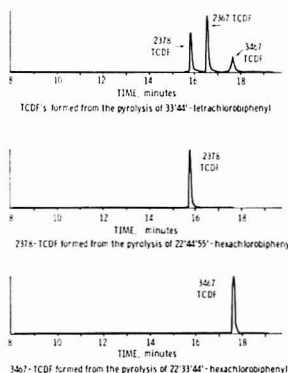 2367 TCDF
2378
TCDF
3467
TCDF
8 10 12 14 16 18
TIME, minutes
TCDF's formed from the pyrolysis of 33'44'-tetrachlorobiphenyl
2378
TCDF
8 10 12 14 16 18
TIME, minutes
2378-TCDF formed from the pyrolysis of 22'44'55'-hexachlorobipheny
3467
TCDF
8 10 12 14 16 18
TIME, minutes
3467-TCDF formed from the pyrolysis of 22'33'44'-hexachlorobiphenyl